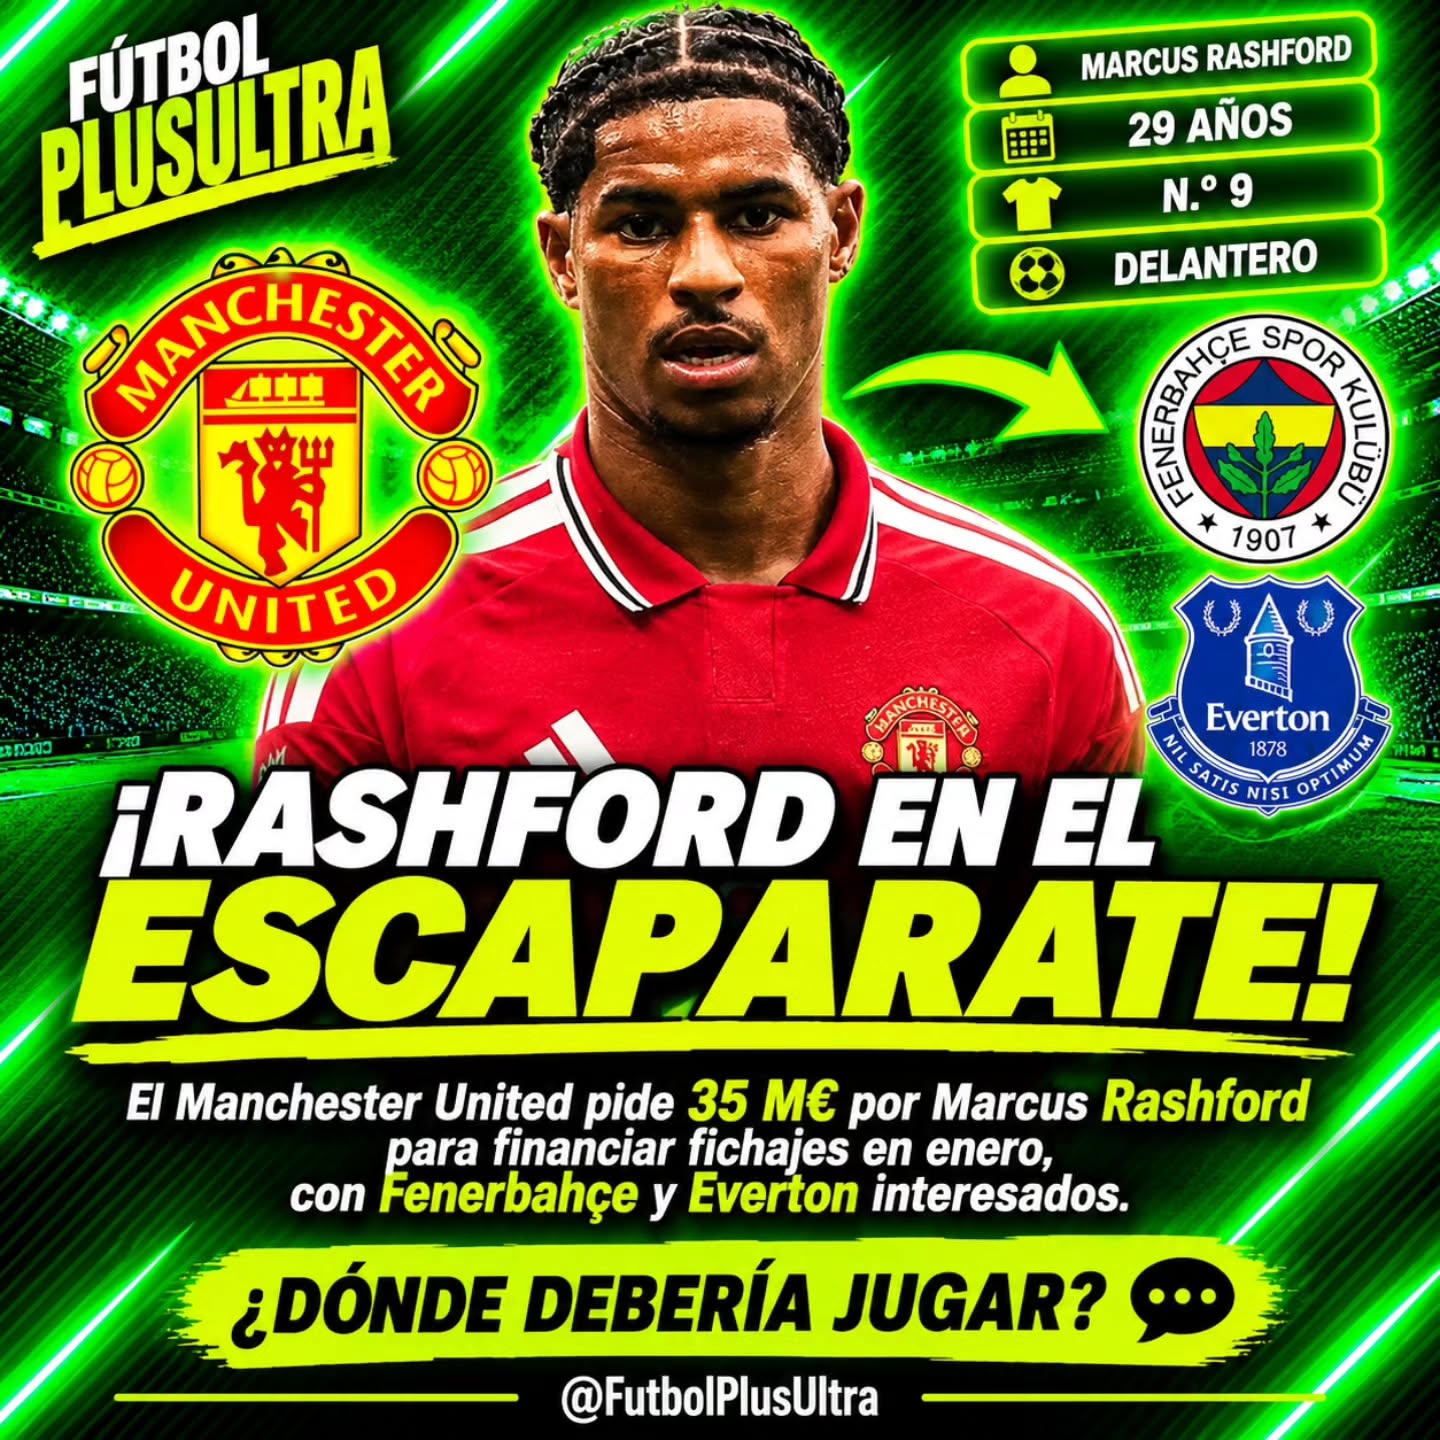 FÚTBOL
PLUSULTRA
MARCUS RASHFORD
29 AÑOS
N.º 9
DELANTERO
MANCHESTER
UNITED
FENERBAHÇE SPOR KULÜBÜ
★ 1907 ★
Everton
1878
NIL SATIS NISI OPTIMUM
MANCHESTER
¡RASHFORD EN EL
ESCAPARATE!
El Manchester United pide 35 M€ por Marcus Rashford
para financiar fichajes en enero,
con Fenerbahçe y Everton interesados.
¿DÓNDE DEBERÍA JUGAR?
@FutbolPlusUltra